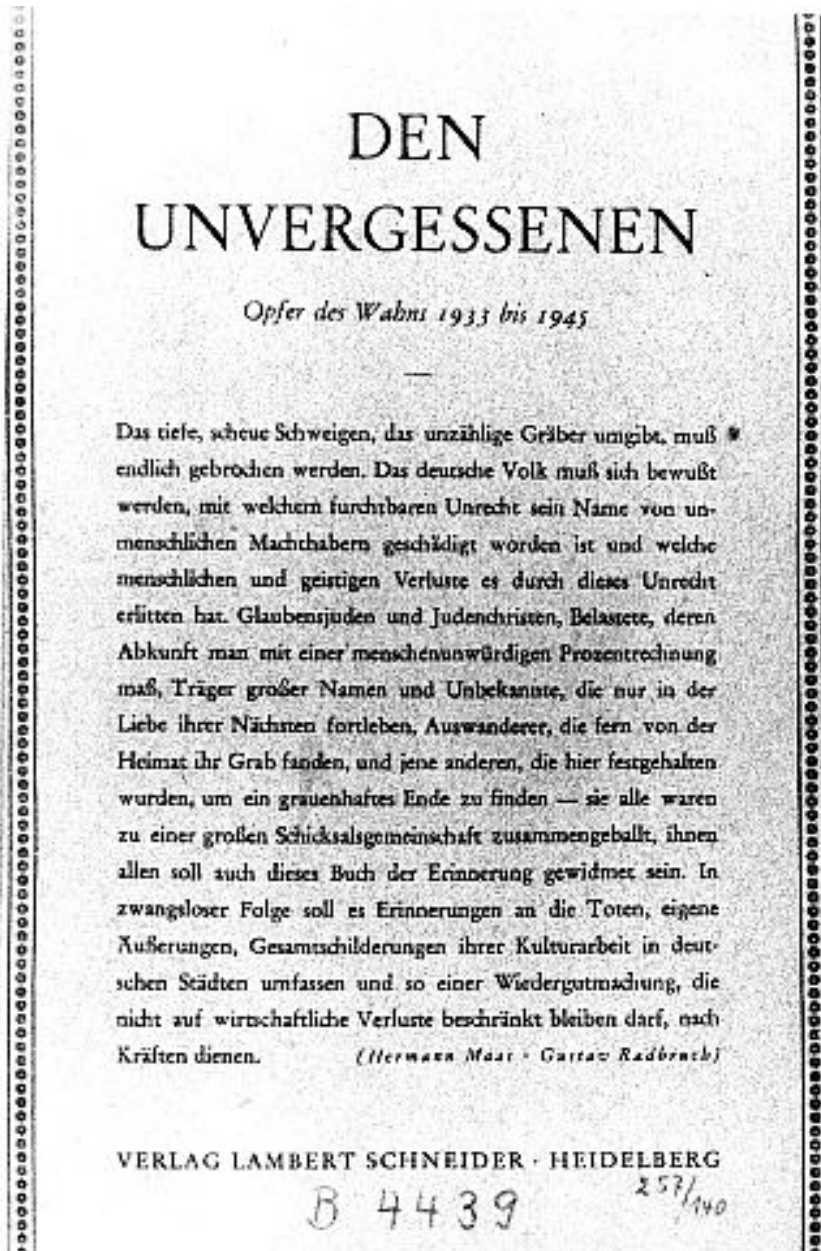 DEN
UNVERGESSENEN
Opfer des Wahns 1933 bis 1945
—
Das tiefe, scheue Schweigen, das unzählige Gräber umgibt, muß
endlich gebrochen werden. Das deutsche Volk muß sich bewußt
werden, mit welchem furchtbaren Unrecht sein Name von un-
menschlichen Machthabern geschädigt worden ist und welche
menschlichen und geistigen Verluste es durch dieses Unrecht
erlitten hat. Glaubensjuden und Judenchristen, Belastete, deren
Abkunft man mit einer menschenunwürdigen Prozentrechnung
maß, Träger großer Namen und Unbekannte, die nur in der
Liebe ihrer Nächsten fortleben, Auswanderer, die fern von der
Heimat ihr Grab fanden, und jene anderen, die hier festgehalten
wurden, um ein grauenhaftes Ende zu finden — sie alle waren
zu einer großen Schicksalsgemeinschaft zusammengeballt, ihnen
allen soll auch dieses Buch der Erinnerung gewidmet sein. In
zwangsloser Folge soll es Erinnerungen an die Toten, eigene
Äußerungen, Gesamtschilderungen ihrer Kulturarbeit in deut-
schen Städten umfassen und so einer Wiedergutmachung, die
nicht auf wirtschaftliche Verluste beschränkt bleiben darf, nach
Kräften dienen. (Hermann Maas · Gustav Radbruch)
VERLAG LAMBERT SCHNEIDER · HEIDELBERG
B 4439 257/140